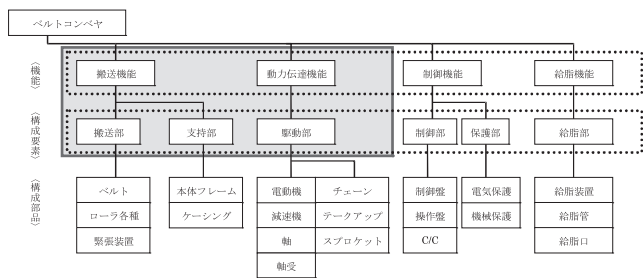 ベルトコンベヤ
〈機能〉
搬送機能
動力伝達機能
制御機能
給脂機能
〈構成要素〉
搬送部
支持部
駆動部
制御部
保護部
給脂部
〈構成部品〉
ベルト
ローラ各種
緊張装置
本体フレーム
ケーシング
電動機
減速機
軸
軸受
チェーン
テークアップ
スプロケット
制御盤
操作盤
C/C
電気保護
機械保護
給脂装置
給脂管
給脂口